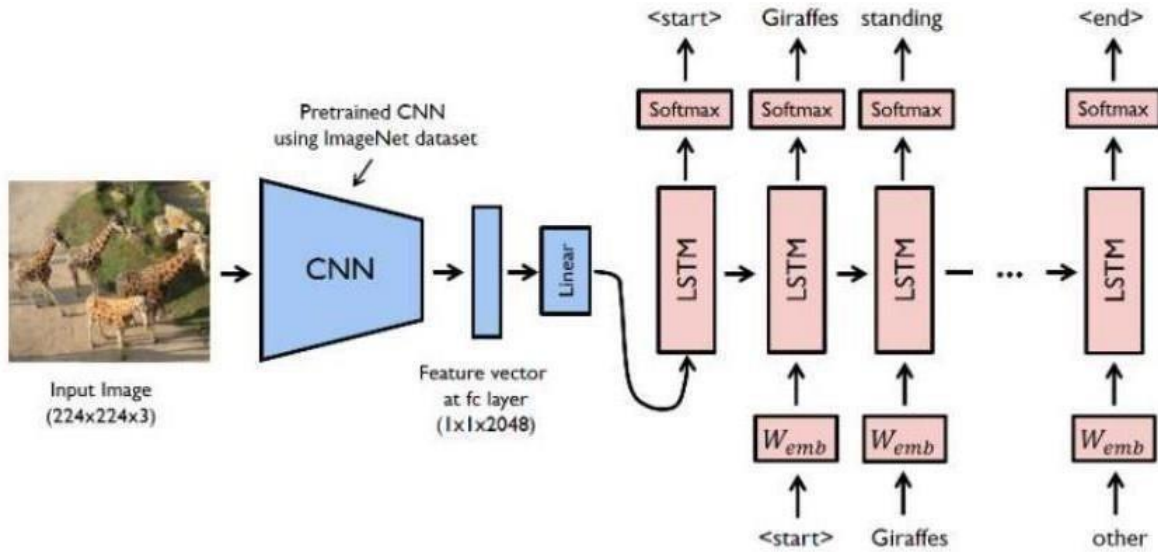 <start> Giraffes standing <end>
Softmax Softmax Softmax Softmax
Pretrained CNN
using ImageNet dataset
CNN
Linear
LSTM LSTM LSTM ... LSTM
Feature vector
at fc layer
(1x1x2048)
Input Image
(224x224x3)
W_emb W_emb W_emb
<start> Giraffes other